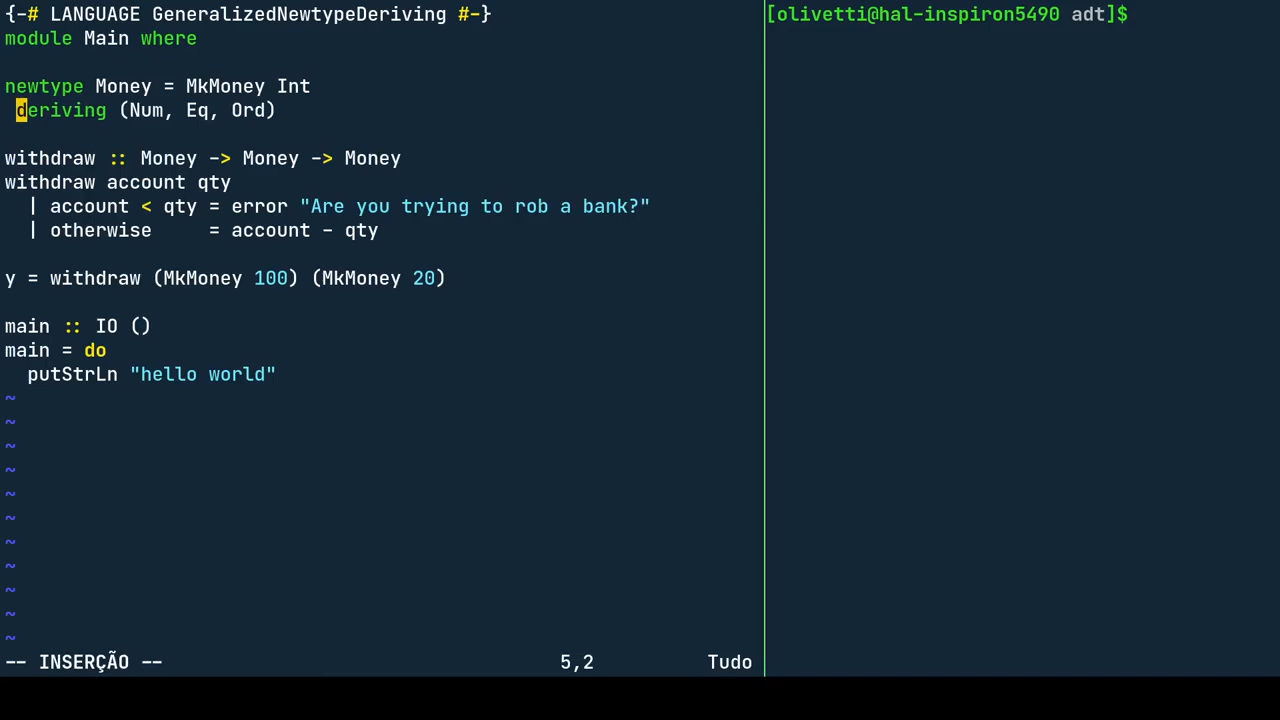 {-# LANGUAGE GeneralizedNewtypeDeriving #-}
module Main where
newtype Money = MkMoney Int
deriving (Num, Eq, Ord)
withdraw :: Money -> Money -> Money
withdraw account qty
| account < qty = error "Are you trying to rob a bank?"
| otherwise     = account - qty
y = withdraw (MkMoney 100) (MkMoney 20)
main :: IO ()
main = do
putStrLn "hello world"
~
~
~
~
~
~
~
~
~
~
~
-- INSERÇÃO -- 5,2 Tudo
[olivetti@hal-inspiron5490 adt]$